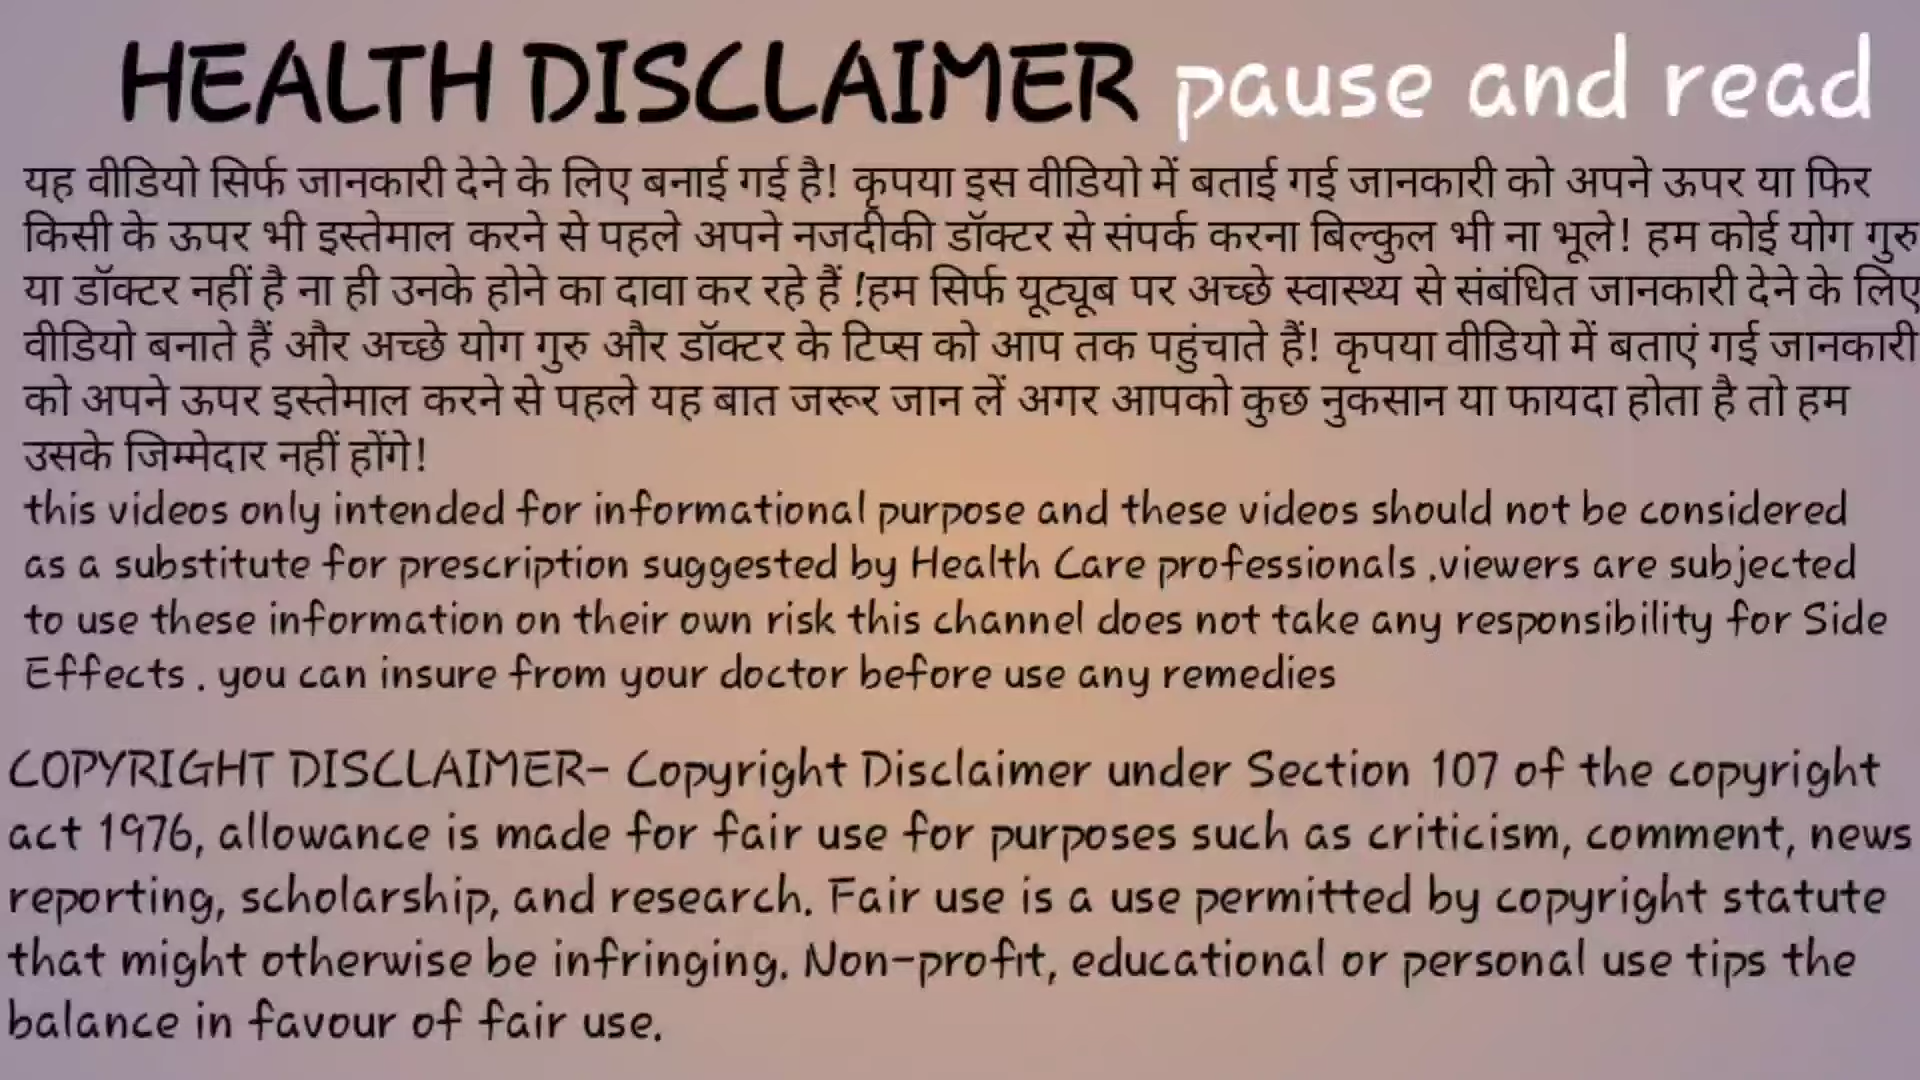 HEALTH DISCLAIMER pause and read
यह वीडियो सिर्फ जानकारी देने के लिए बनाई गई है! कृपया इस वीडियो में बताई गई जानकारी को अपने ऊपर या फिर
किसी के ऊपर भी इस्तेमाल करने से पहले अपने नजदीकी डॉक्टर से संपर्क करना बिल्कुल भी ना भूले! हम कोई योग गुरु
या डॉक्टर नहीं है ना ही उनके होने का दावा कर रहे हैं !हम सिर्फ यूट्यूब पर अच्छे स्वास्थ्य से संबंधित जानकारी देने के लिए
वीडियो बनाते हैं और अच्छे योग गुरु और डॉक्टर के टिप्स को आप तक पहुंचाते हैं! कृपया वीडियो में बताएं गई जानकारी
को अपने ऊपर इस्तेमाल करने से पहले यह बात जरूर जान लें अगर आपको कुछ नुकसान या फायदा होता है तो हम
उसके जिम्मेदार नहीं होंगे!
this videos only intended for informational purpose and these videos should not be considered
as a substitute for prescription suggested by Health Care professionals .viewers are subjected
to use these information on their own risk this channel does not take any responsibility for Side
Effects . you can insure from your doctor before use any remedies
COPYRIGHT DISCLAIMER- Copyright Disclaimer under Section 107 of the copyright
act 1976, allowance is made for fair use for purposes such as criticism, comment, news
reporting, scholarship, and research. Fair use is a use permitted by copyright statute
that might otherwise be infringing. Non-profit, educational or personal use tips the
balance in favour of fair use.